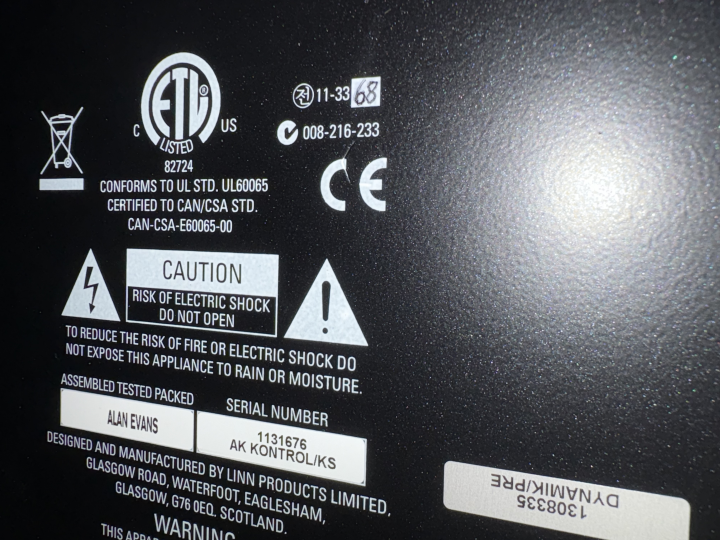 ETL®
C US
LISTED
82724
CONFORMS TO UL STD. UL60065
CERTIFIED TO CAN/CSA STD.
CAN-CSA-E60065-00
전 11-33 68
008-216-233
CE
CAUTION
RISK OF ELECTRIC SHOCK
DO NOT OPEN
TO REDUCE THE RISK OF FIRE OR ELECTRIC SHOCK DO
NOT EXPOSE THIS APPLIANCE TO RAIN OR MOISTURE.
ASSEMBLED TESTED PACKED
ALAN EVANS
SERIAL NUMBER
1131676
AK KONTROL/KS
DESIGNED AND MANUFACTURED BY LINN PRODUCTS LIMITED,
GLASGOW ROAD, WATERFOOT, EAGLESHAM,
GLASGOW, G76 0EQ. SCOTLAND.
WARNING
THIS APPA
1308335
DYNAMIK/PRE